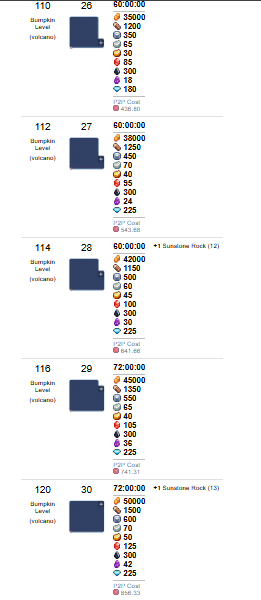 110 26 60:00:00
Bumpkin
Level
(volcano)
35000
1200
350
65
30
85
300
18
180
P2P Cost
436.80
112 27 60:00:00
Bumpkin
Level
(volcano)
38000
1250
450
70
40
95
300
24
225
P2P Cost
543.68
114 28 60:00:00 +1 Sunstone Rock (12)
Bumpkin
Level
(volcano)
42000
1150
500
60
45
100
300
30
225
P2P Cost
641.66
116 29 72:00:00
Bumpkin
Level
(volcano)
45000
1350
550
65
40
105
300
36
225
P2P Cost
741.31
120 30 72:00:00 +1 Sunstone Rock (13)
Bumpkin
Level
(volcano)
50000
1500
600
70
50
125
300
42
225
P2P Cost
856.33